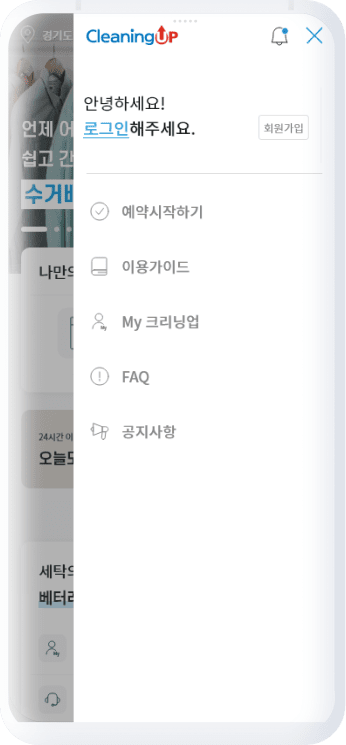 경기도
CleaningUP
안녕하세요!
로그인해주세요.
회원가입
언제 어
쉽고 간
수거배
예약시작하기
나만의
이용가이드
My 크리닝업
FAQ
24시간 이
오늘도
공지사항
세탁의
베터리